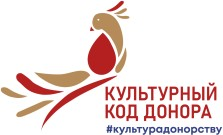 КУЛЬТУРНЫЙ
КОД ДОНОРА
#культурадонорству